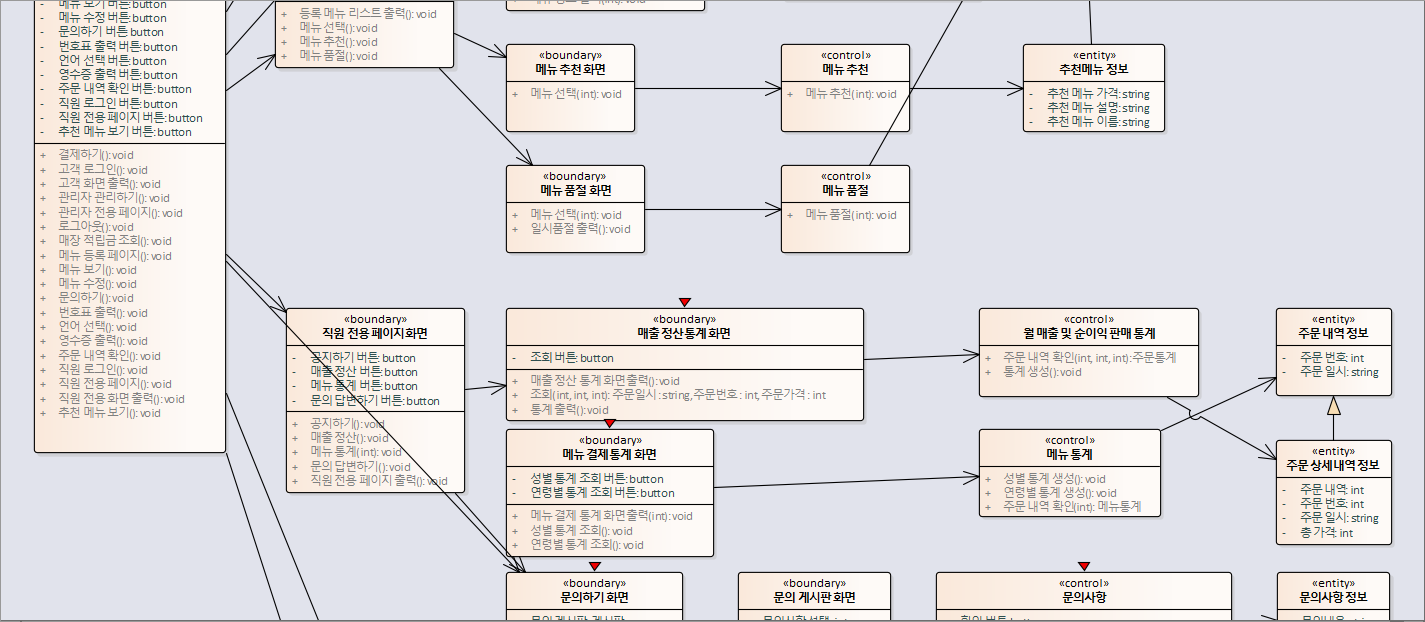 - 메뉴 보기 버튼: button
- 메뉴 수정 버튼: button
- 문의하기 버튼: button
- 번호표 출력 버튼: button
- 언어 선택 버튼: button
- 영수증 출력 버튼: button
- 주문 내역 확인 버튼: button
- 직원 로그인 버튼: button
- 직원 전용 페이지 버튼: button
- 추천 메뉴 보기 버튼: button
+ 결제하기(): void
+ 고객 로그인(): void
+ 고객 화면 출력(): void
+ 관리자 관리하기(): void
+ 관리자 전용 페이지(): void
+ 로그아웃(): void
+ 매장 적립금 조회(): void
+ 메뉴 등록 페이지(): void
+ 메뉴 보기(): void
+ 메뉴 수정(): void
+ 문의하기(): void
+ 번호표 출력(): void
+ 언어 선택(): void
+ 영수증 출력(): void
+ 주문 내역 확인(): void
+ 직원 로그인(): void
+ 직원 전용 페이지(): void
+ 직원 전용 화면 출력(): void
+ 추천 메뉴 보기(): void
+ 등록 메뉴 리스트 출력(): void
+ 메뉴 선택(): void
+ 메뉴 추천(): void
+ 메뉴 품절(): void
«boundary»
메뉴 추천 화면
+ 메뉴 선택(int): void
«control»
메뉴 추천
+ 메뉴 추천(int): void
«entity»
추천메뉴 정보
- 추천 메뉴 가격: string
- 추천 메뉴 설명: string
- 추천 메뉴 이름: string
«boundary»
메뉴 품절 화면
+ 메뉴 선택(int): void
+ 일시품절 출력(): void
«control»
메뉴 품절
+ 메뉴 품절(int): void
«boundary»
직원 전용 페이지 화면
- 공지하기 버튼: button
- 매출 정산 버튼: button
- 메뉴 통계 버튼: button
- 문의 답변하기 버튼: button
+ 공지하기(): void
+ 매출 정산(): void
+ 메뉴 통계(int): void
+ 문의 답변하기(): void
+ 직원 전용 페이지 출력(): void
«boundary»
매출 정산 통계 화면
- 조회 버튼: button
+ 매출 정산 통계 화면 출력(): void
+ 조회(int, int, int): 주문일시 : string, 주문번호 : int, 주문가격 : int
+ 통계 출력(): void
«control»
월 매출 및 순이익 판매 통계
+ 주문 내역 확인(int, int, int): 주문통계
+ 통계 생성(): void
«entity»
주문 내역 정보
- 주문 번호: int
- 주문 일시: string
«boundary»
메뉴 결제 통계 화면
- 성별 통계 조회 버튼: button
- 연령별 통계 조회 버튼: button
+ 메뉴 결제 통계 화면 출력(int): void
+ 성별 통계 조회(): void
+ 연령별 통계 조회(): void
«control»
메뉴 통계
+ 성별 통계 생성(): void
+ 연령별 통계 생성(): void
+ 주문 내역 확인(int): 메뉴통계
«entity»
주문 상세 내역 정보
- 주문 내역: int
- 주문 번호: int
- 주문 일시: string
- 총 가격: int
«boundary»
문의하기 화면
«boundary»
문의 게시판 화면
«control»
문의사항
«entity»
문의사항 정보